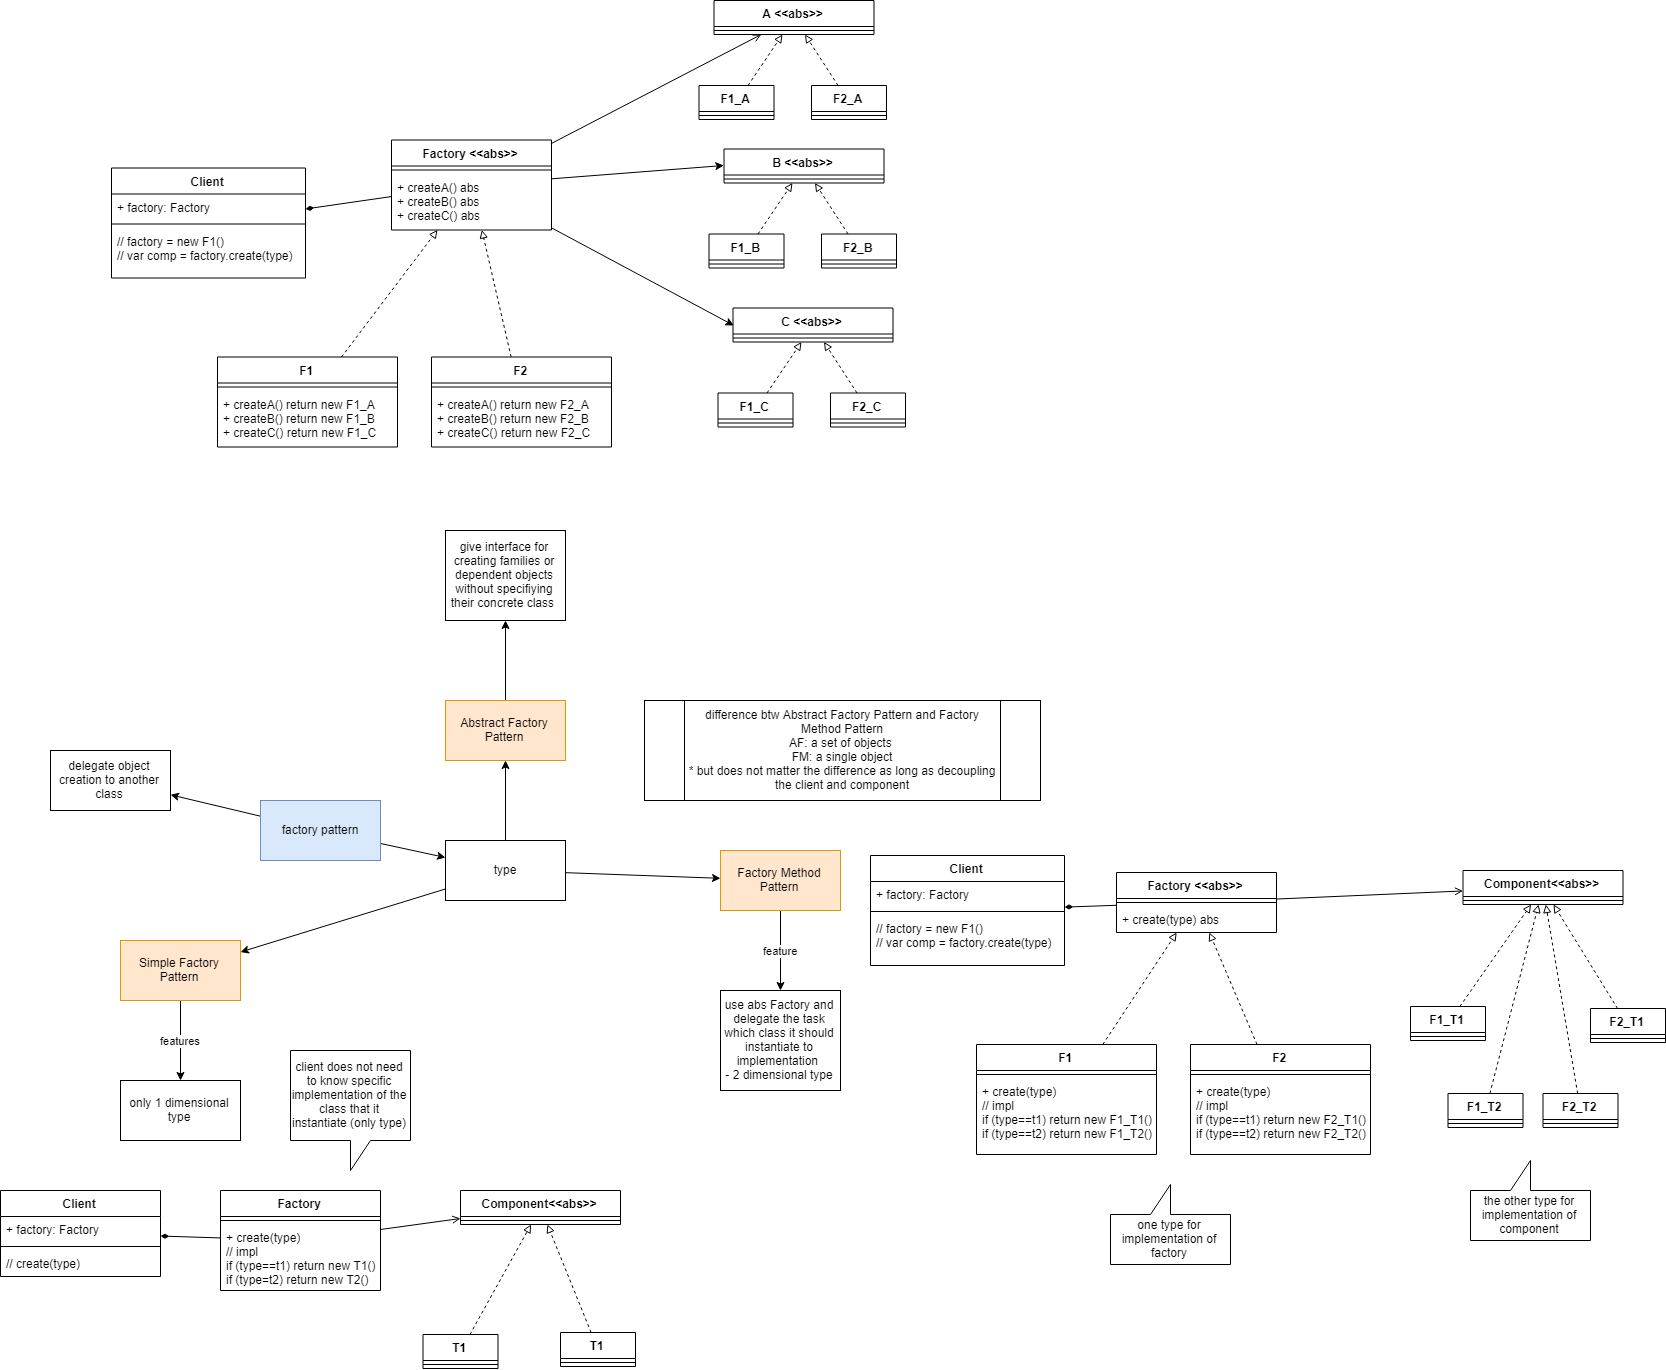 A <<abs>>
F1_A
F2_A
Factory <<abs>>
+ createA() abs
+ createB() abs
+ createC() abs
B <<abs>>
F1_B
F2_B
Client
+ factory: Factory
// factory = new F1()
// var comp = factory.create(type)
C <<abs>>
F1_C
F2_C
F1
+ createA() return new F1_A
+ createB() return new F1_B
+ createC() return new F1_C
F2
+ createA() return new F2_A
+ createB() return new F2_B
+ createC() return new F2_C
give interface for
creating families or
dependent objects
without specifiying
their concrete class
Abstract Factory
Pattern
difference btw Abstract Factory Pattern and Factory
Method Pattern
AF: a set of objects
FM: a single object
* but does not matter the difference as long as decoupling
the client and component
delegate object
creation to another
class
factory pattern
type
Factory Method
Pattern
feature
use abs Factory and
delegate the task
which class it should
instantiate to
implementation
- 2 dimensional type
Client
+ factory: Factory
// factory = new F1()
// var comp = factory.create(type)
Factory <<abs>>
+ create(type) abs
Component<<abs>>
F1_T1
F2_T1
F1_T2
F2_T2
F1
+ create(type)
// impl
if (type==t1) return new F1_T1()
if (type==t2) return new F1_T2()
F2
+ create(type)
// impl
if (type==t1) return new F2_T1()
if (type==t2) return new F2_T2()
one type for
implementation of
factory
the other type for
implementation of
component
Simple Factory
Pattern
features
only 1 dimensional
type
client does not need
to know specific
implementation of the
class that it
instantiate (only type)
Client
+ factory: Factory
// create(type)
Factory
+ create(type)
// impl
if (type==t1) return new T1()
if (type=t2) return new T2()
Component<<abs>>
T1
T1